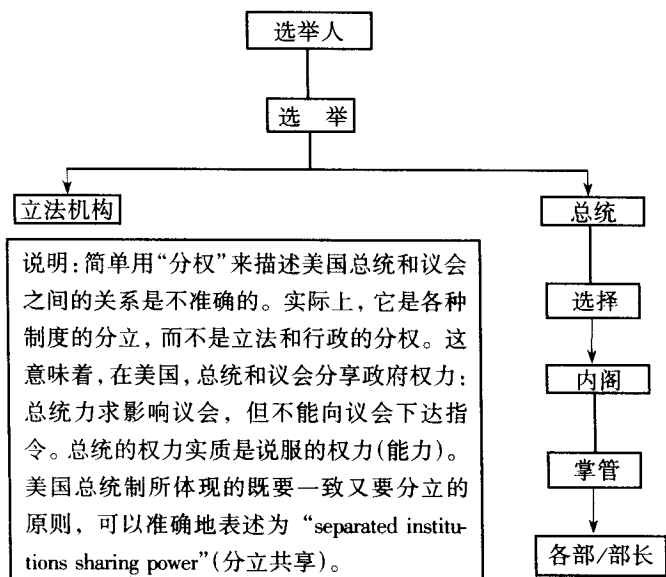 选举人
选 举
立法机构
总统
说明：简单用“分权”来描述美国总统和议会
之间的关系是不准确的。实际上，它是各种
制度的分立，而不是立法和行政的分权。这
意味着，在美国，总统和议会分享政府权力：
总统力求影响议会，但不能向议会下达指
令。总统的权力实质是说服的权力（能力）。
美国总统制所体现的既要一致又要分立的
原则，可以准确地表述为“separated institu-
tions sharing power”（分立共享）。
选择
内阁
掌管
各部/部长